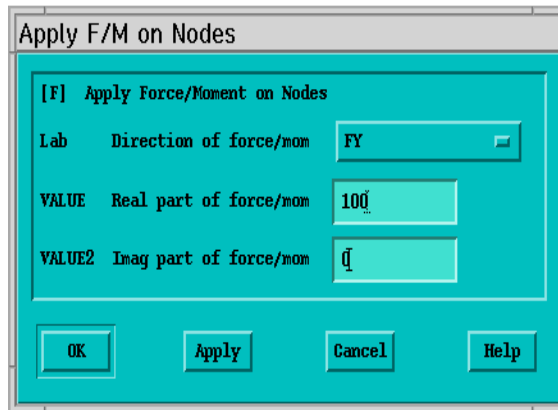 Apply F/M on Nodes
[F] Apply Force/Moment on Nodes
Lab Direction of force/mom FY
VALUE Real part of force/mom 100
VALUE2 Imag part of force/mom 0
OK Apply Cancel Help